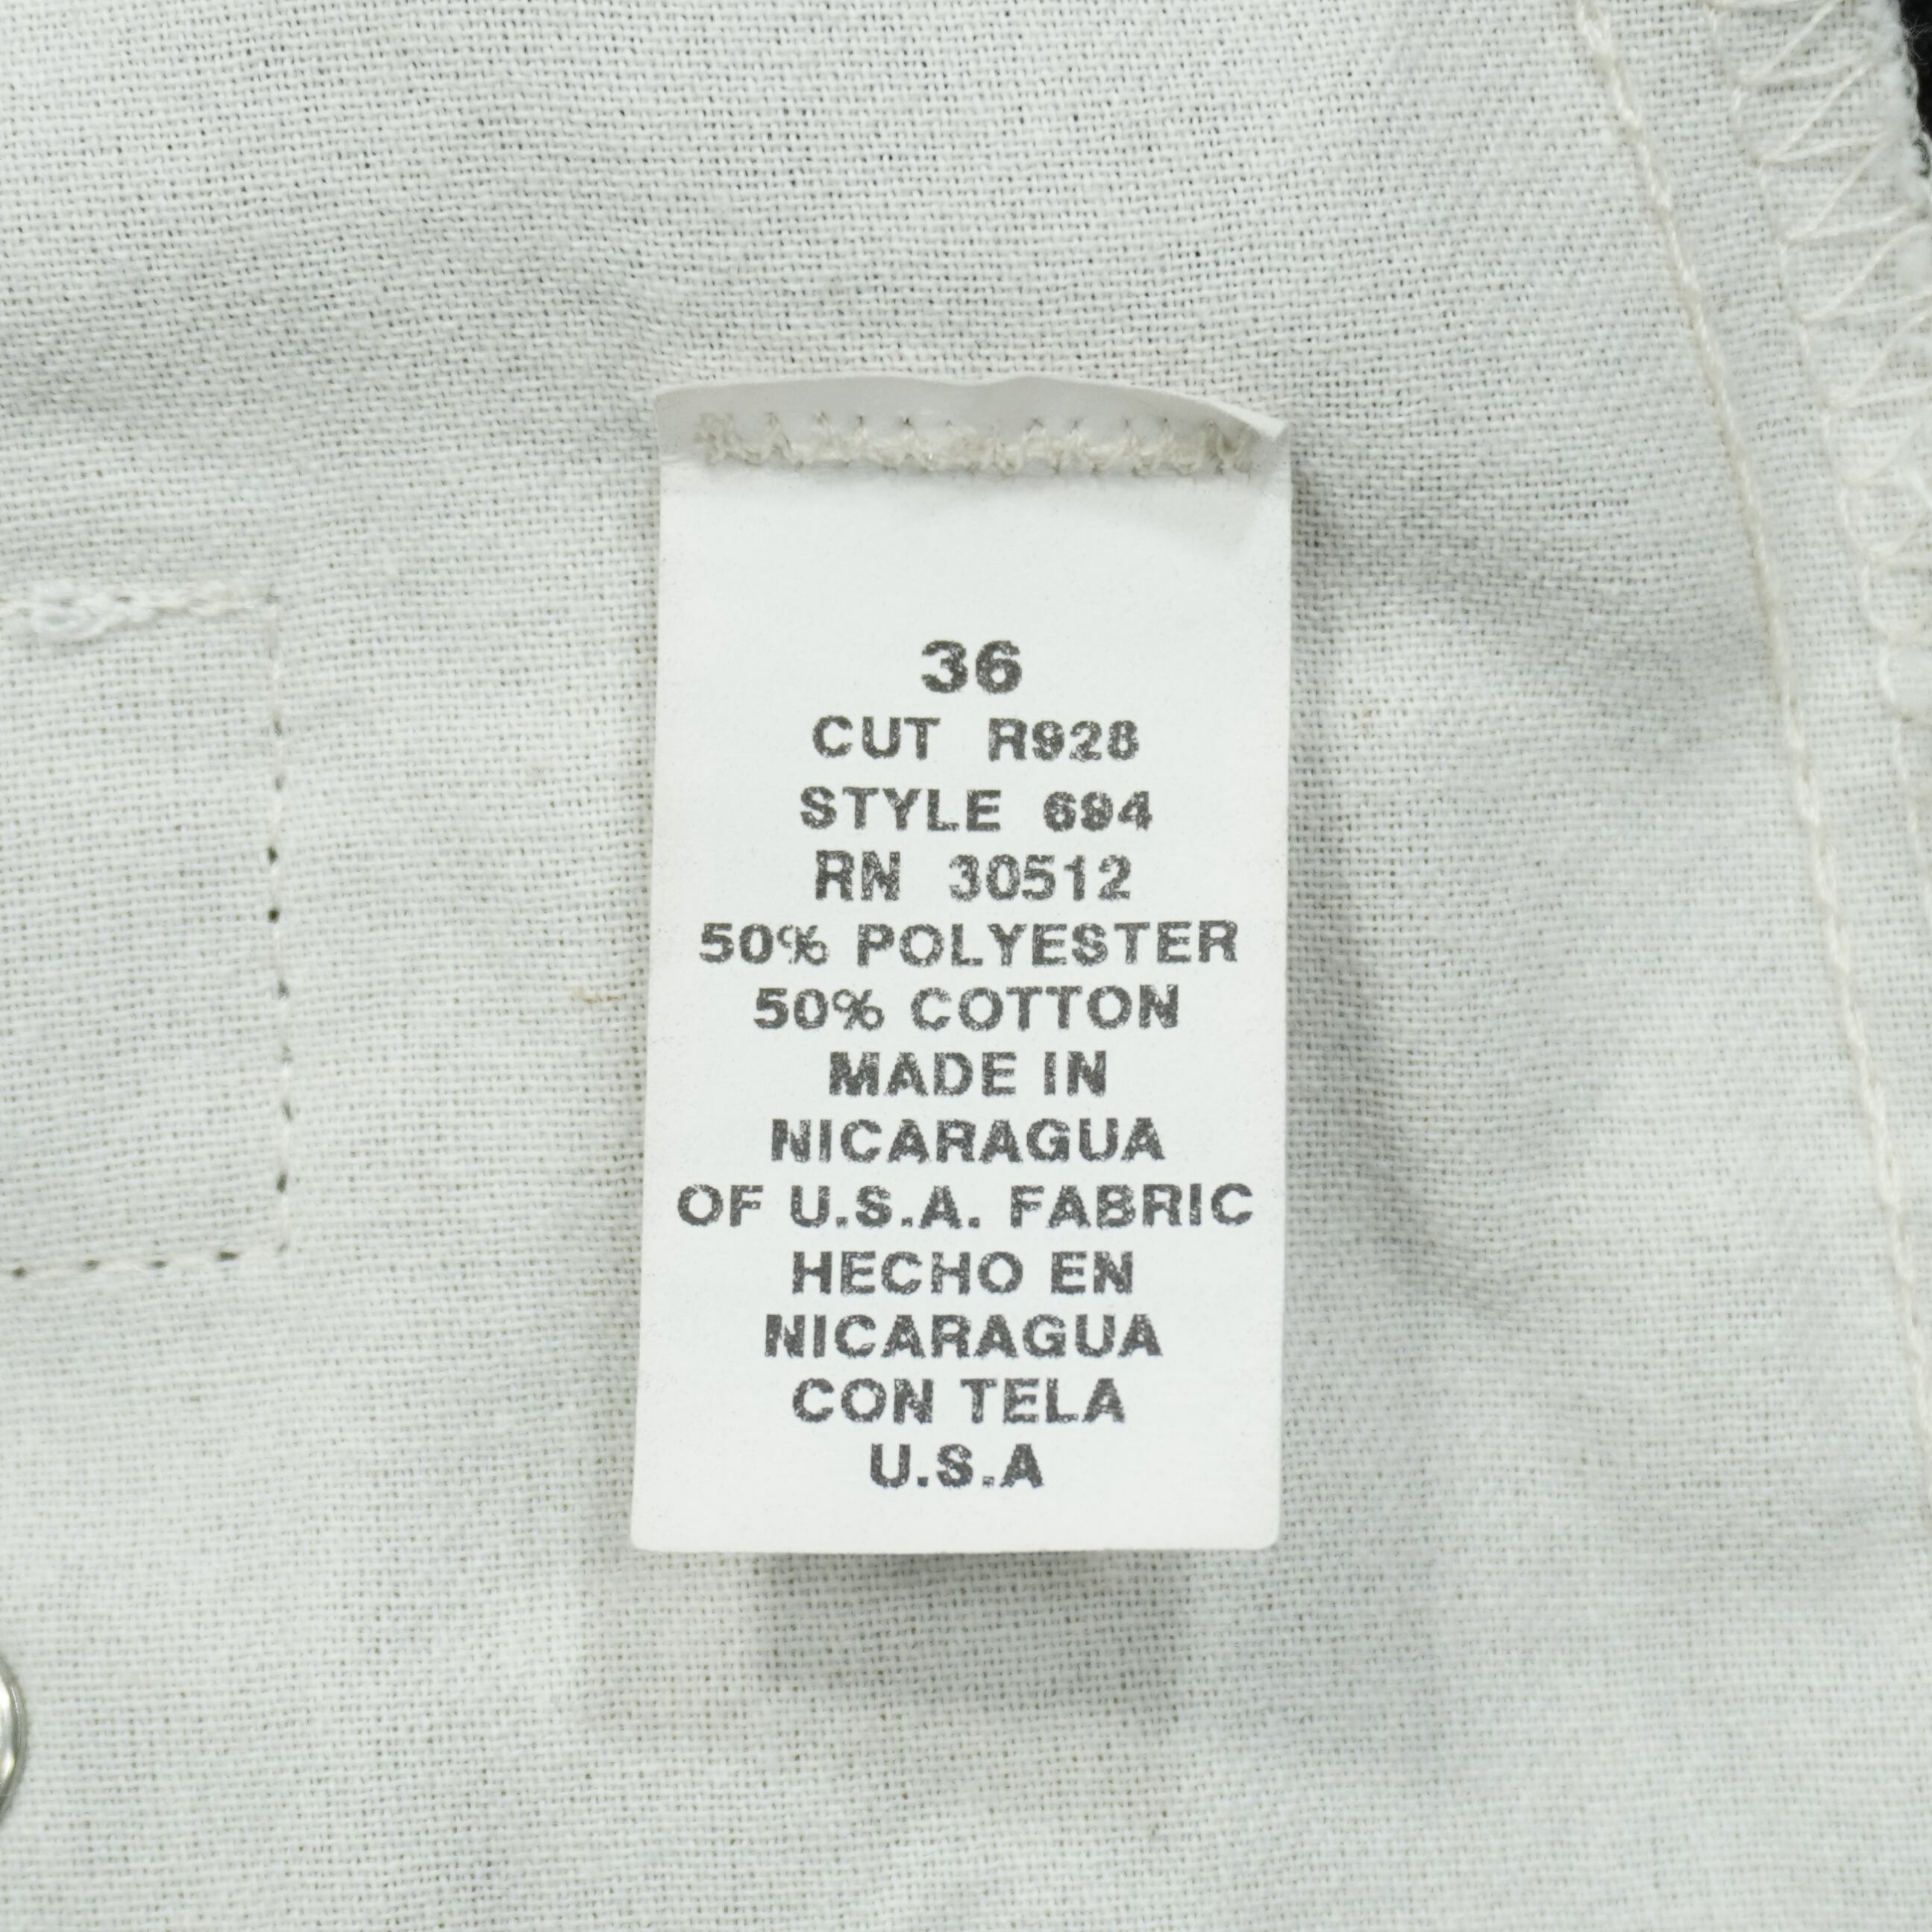 36
CUT R928
STYLE 694
RN 30512
50% POLYESTER
50% COTTON
MADE IN
NICARAGUA
OF U.S.A. FABRIC
HECHO EN
NICARAGUA
CON TELA
U.S.A